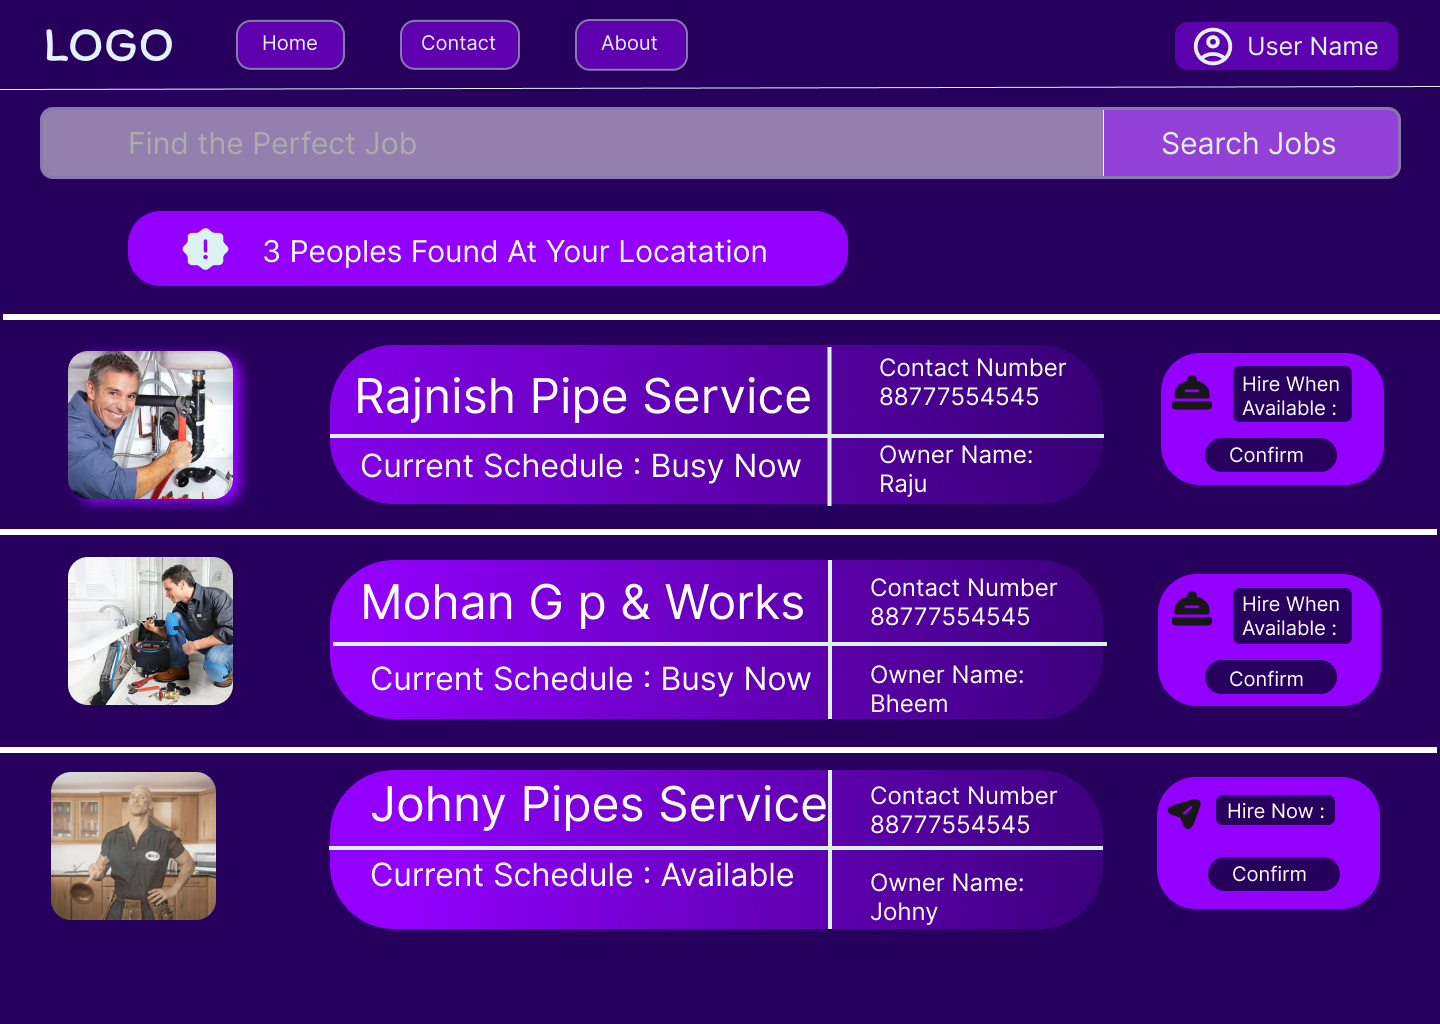 LOGO
Home
Contact
About
User Name
Find the Perfect Job
Search Jobs
3 Peoples Found At Your Locatation
Rajnish Pipe Service
Current Schedule : Busy Now
Contact Number
88777554545
Owner Name:
Raju
Hire When
Available :
Confirm
Mohan G p & Works
Current Schedule : Busy Now
Contact Number
88777554545
Owner Name:
Bheem
Hire When
Available :
Confirm
Johny Pipes Service
Current Schedule : Available
Contact Number
88777554545
Owner Name:
Johny
Hire Now :
Confirm